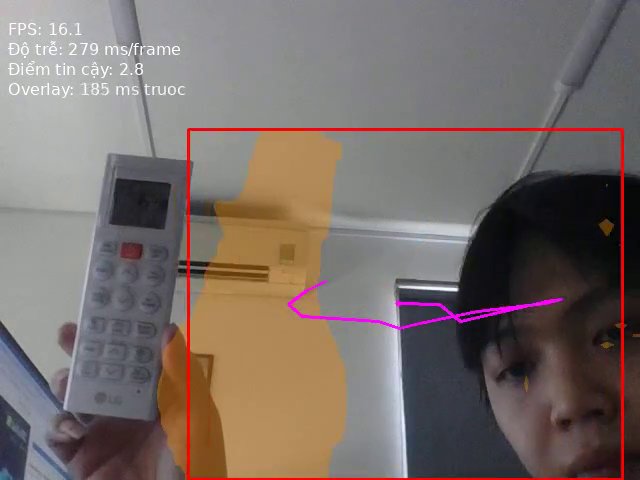 FPS: 16.1
Độ trễ: 279 ms/frame
Điểm tin cậy: 2.8
Overlay: 185 ms truoc
LG